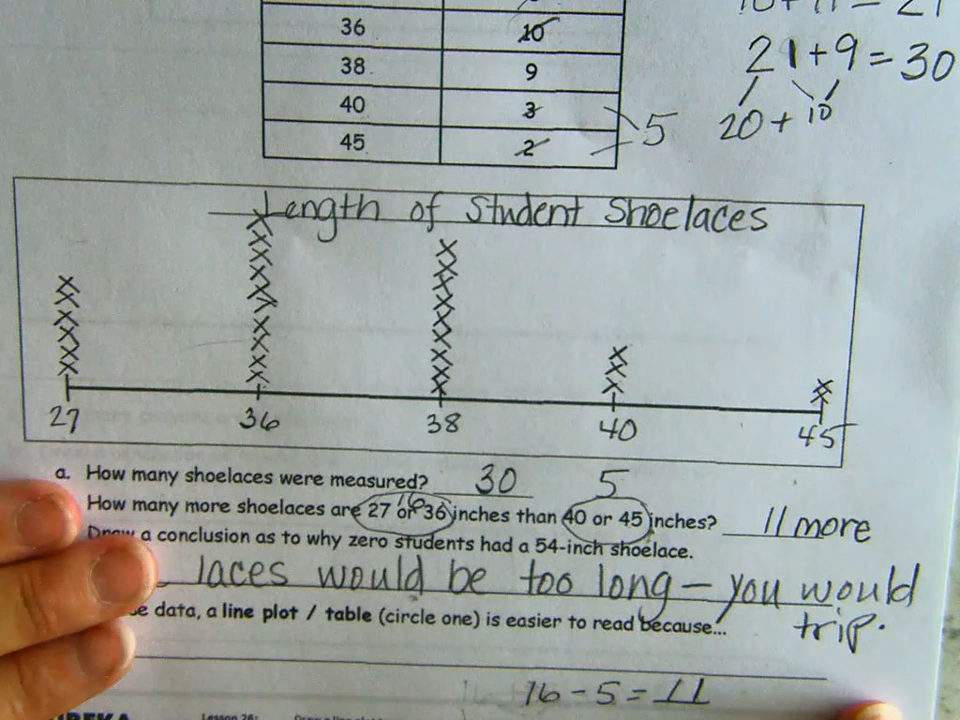 36 10
38 9
40 3
45 2
5
21 + 9 = 30
20 + 10
Length of Student Shoelaces
27 36 38 40 45
a. How many shoelaces were measured? 30
16 5
How many more shoelaces are 27 or 36 inches than 40 or 45 inches? 11 more
Draw a conclusion as to why zero students had a 54-inch shoelace.
laces would be too long - you would
trip.
data, a line plot / table (circle one) is easier to read because...
16 - 5 = 11